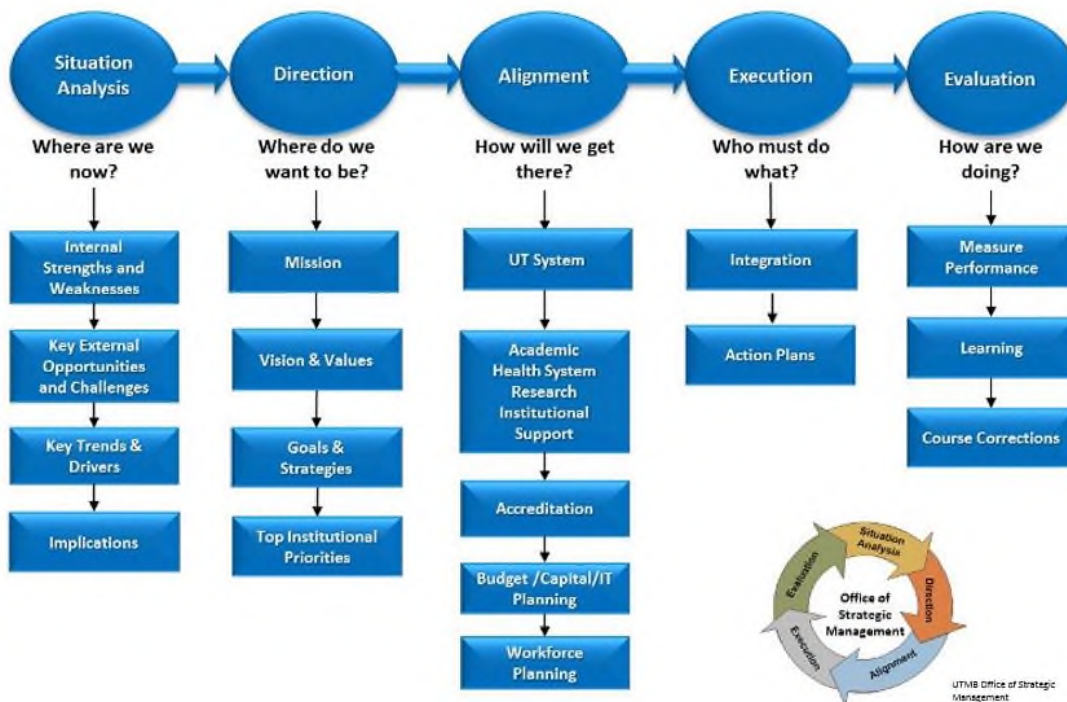 Situation
Analysis
Direction
Alignment
Execution
Evaluation
Where are we
now?
Where do we
want to be?
How will we get
there?
Who must do
what?
How are we
doing?
Internal
Strengths and
Weaknesses
Key External
Opportunities
and Challenges
Key Trends &
Drivers
Implications
Mission
Vision & Values
Goals &
Strategies
Top Institutional
Priorities
UT System
Academic
Health System
Research
Institutional
Support
Accreditation
Budget /Capital/IT
Planning
Workforce
Planning
Integration
Action Plans
Measure
Performance
Learning
Course Corrections
Situation
Analysis
Direction
Alignment
Execution
Evaluation
Office of
Strategic
Management
UTMB Office of Strategic
Management